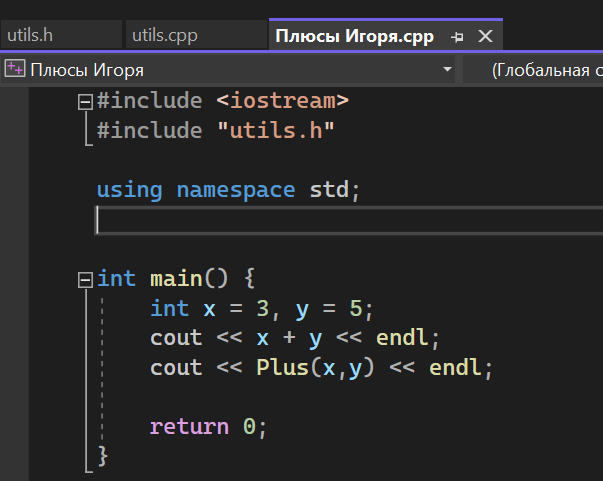 utils.h utils.cpp Плюсы Игоря.cpp
Плюсы Игоря (Глобальная о
#include <iostream>
#include "utils.h"
using namespace std;
int main() {
int x = 3, y = 5;
cout << x + y << endl;
cout << Plus(x,y) << endl;
return 0;
}